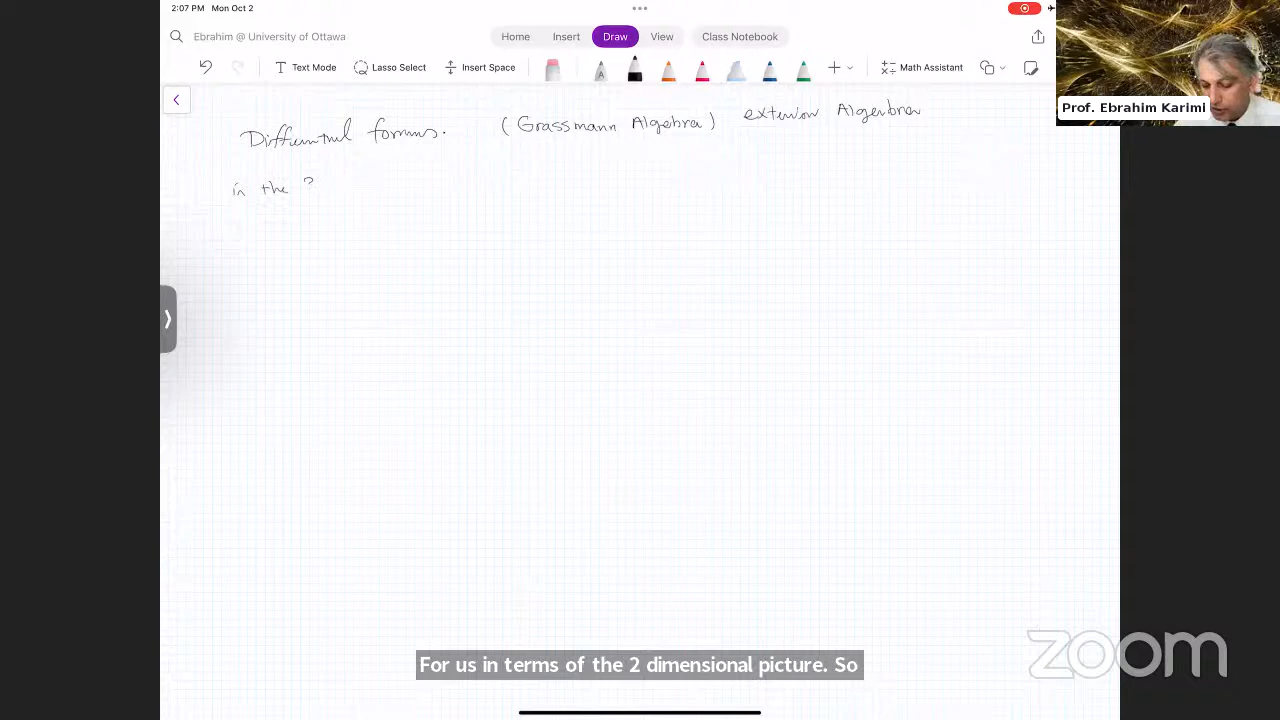 2:07 PM Mon Oct 2
Ebrahim @ University of Ottawa
Home Insert Draw View Class Notebook
Text Mode Lasso Select Insert Space A Math Assistant
Prof. Ebrahim Karimi
Differential forms. (Grassmann Algebra) exterior Algerbra
in the
For us in terms of the 2 dimensional picture. So
zoom